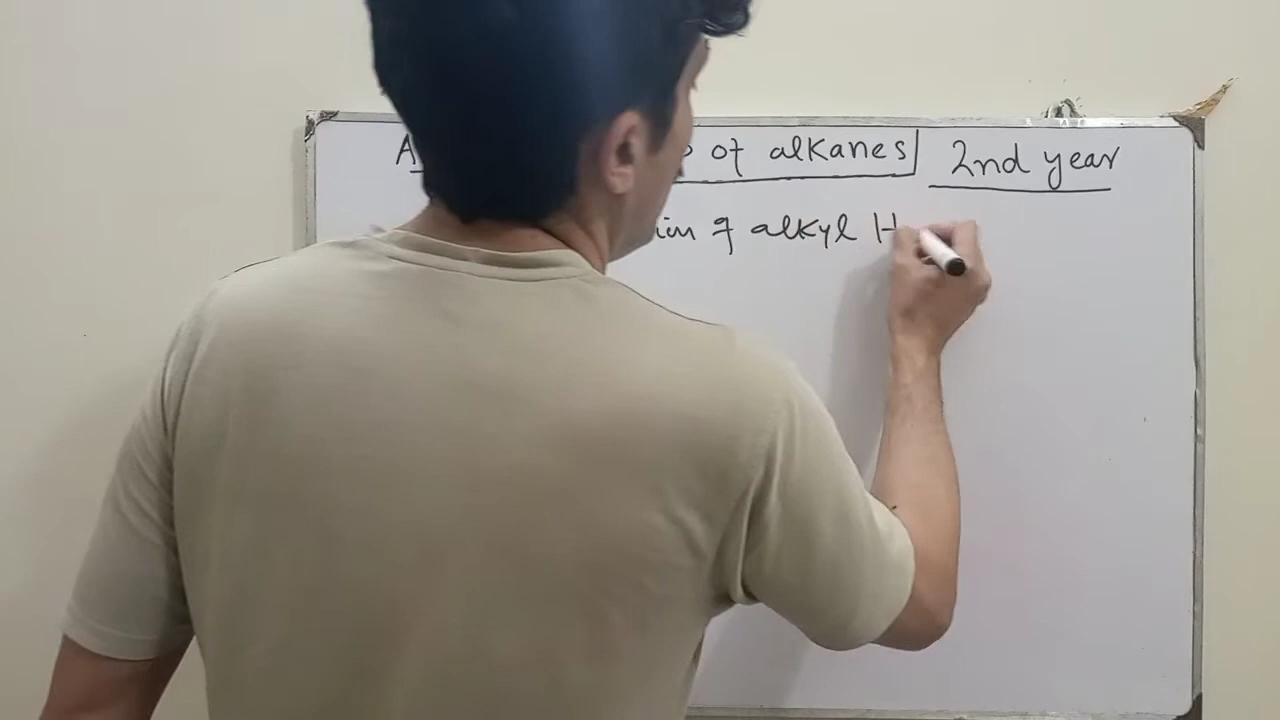 of alkanes
2nd year
of alkyl H